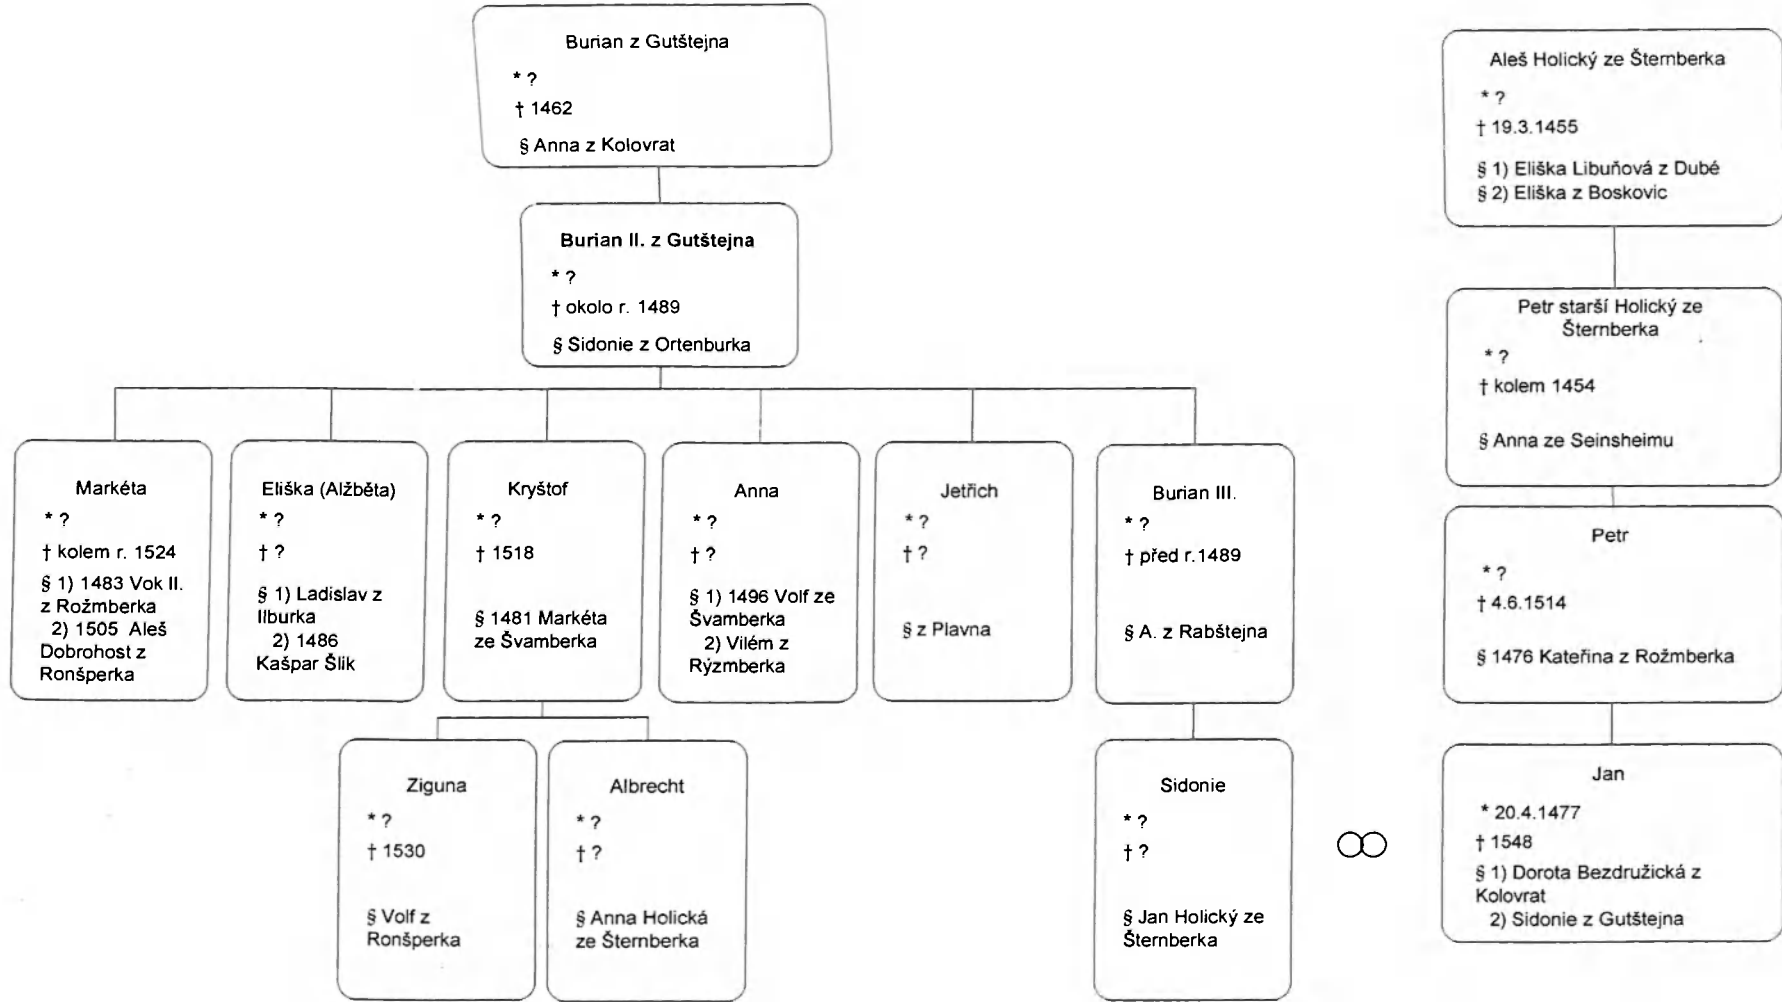 Burian z Gutštejna
* ?
† 1462
§ Anna z Kolovrat
Burian II. z Gutštejna
* ?
† okolo r. 1489
§ Sidonie z Ortenburka
Markéta
* ?
† kolem r. 1524
§ 1) 1483 Vok II.
z Rožmberka
2) 1505 Aleš
Dobrohost z
Ronšperka
Eliška (Alžběta)
* ?
† ?
§ 1) Ladislav z
Ilburka
2) 1486
Kašpar Šlik
Kryštof
* ?
† 1518
§ 1481 Markéta
ze Švamberka
Anna
* ?
† ?
§ 1) 1496 Volf ze
Švamberka
2) Vilém z
Rýzmberka
Jetřich
* ?
† ?
§ z Plavna
Burian III.
* ?
† před r.1489
§ A. z Rabštejna
Ziguna
* ?
† 1530
§ Volf z
Ronšperka
Albrecht
* ?
† ?
§ Anna Holická
ze Šternberka
Sidonie
* ?
† ?
§ Jan Holický ze
Šternberka
Aleš Holický ze Šternberka
* ?
† 19.3.1455
§ 1) Eliška Libuňová z Dubé
§ 2) Eliška z Boskovic
Petr starší Holický ze
Šternberka
* ?
† kolem 1454
§ Anna ze Seinsheimu
Petr
* ?
† 4.6.1514
§ 1476 Kateřina z Rožmberka
Jan
* 20.4.1477
† 1548
§ 1) Dorota Bezdružická z
Kolovrat
2) Sidonie z Gutštejna